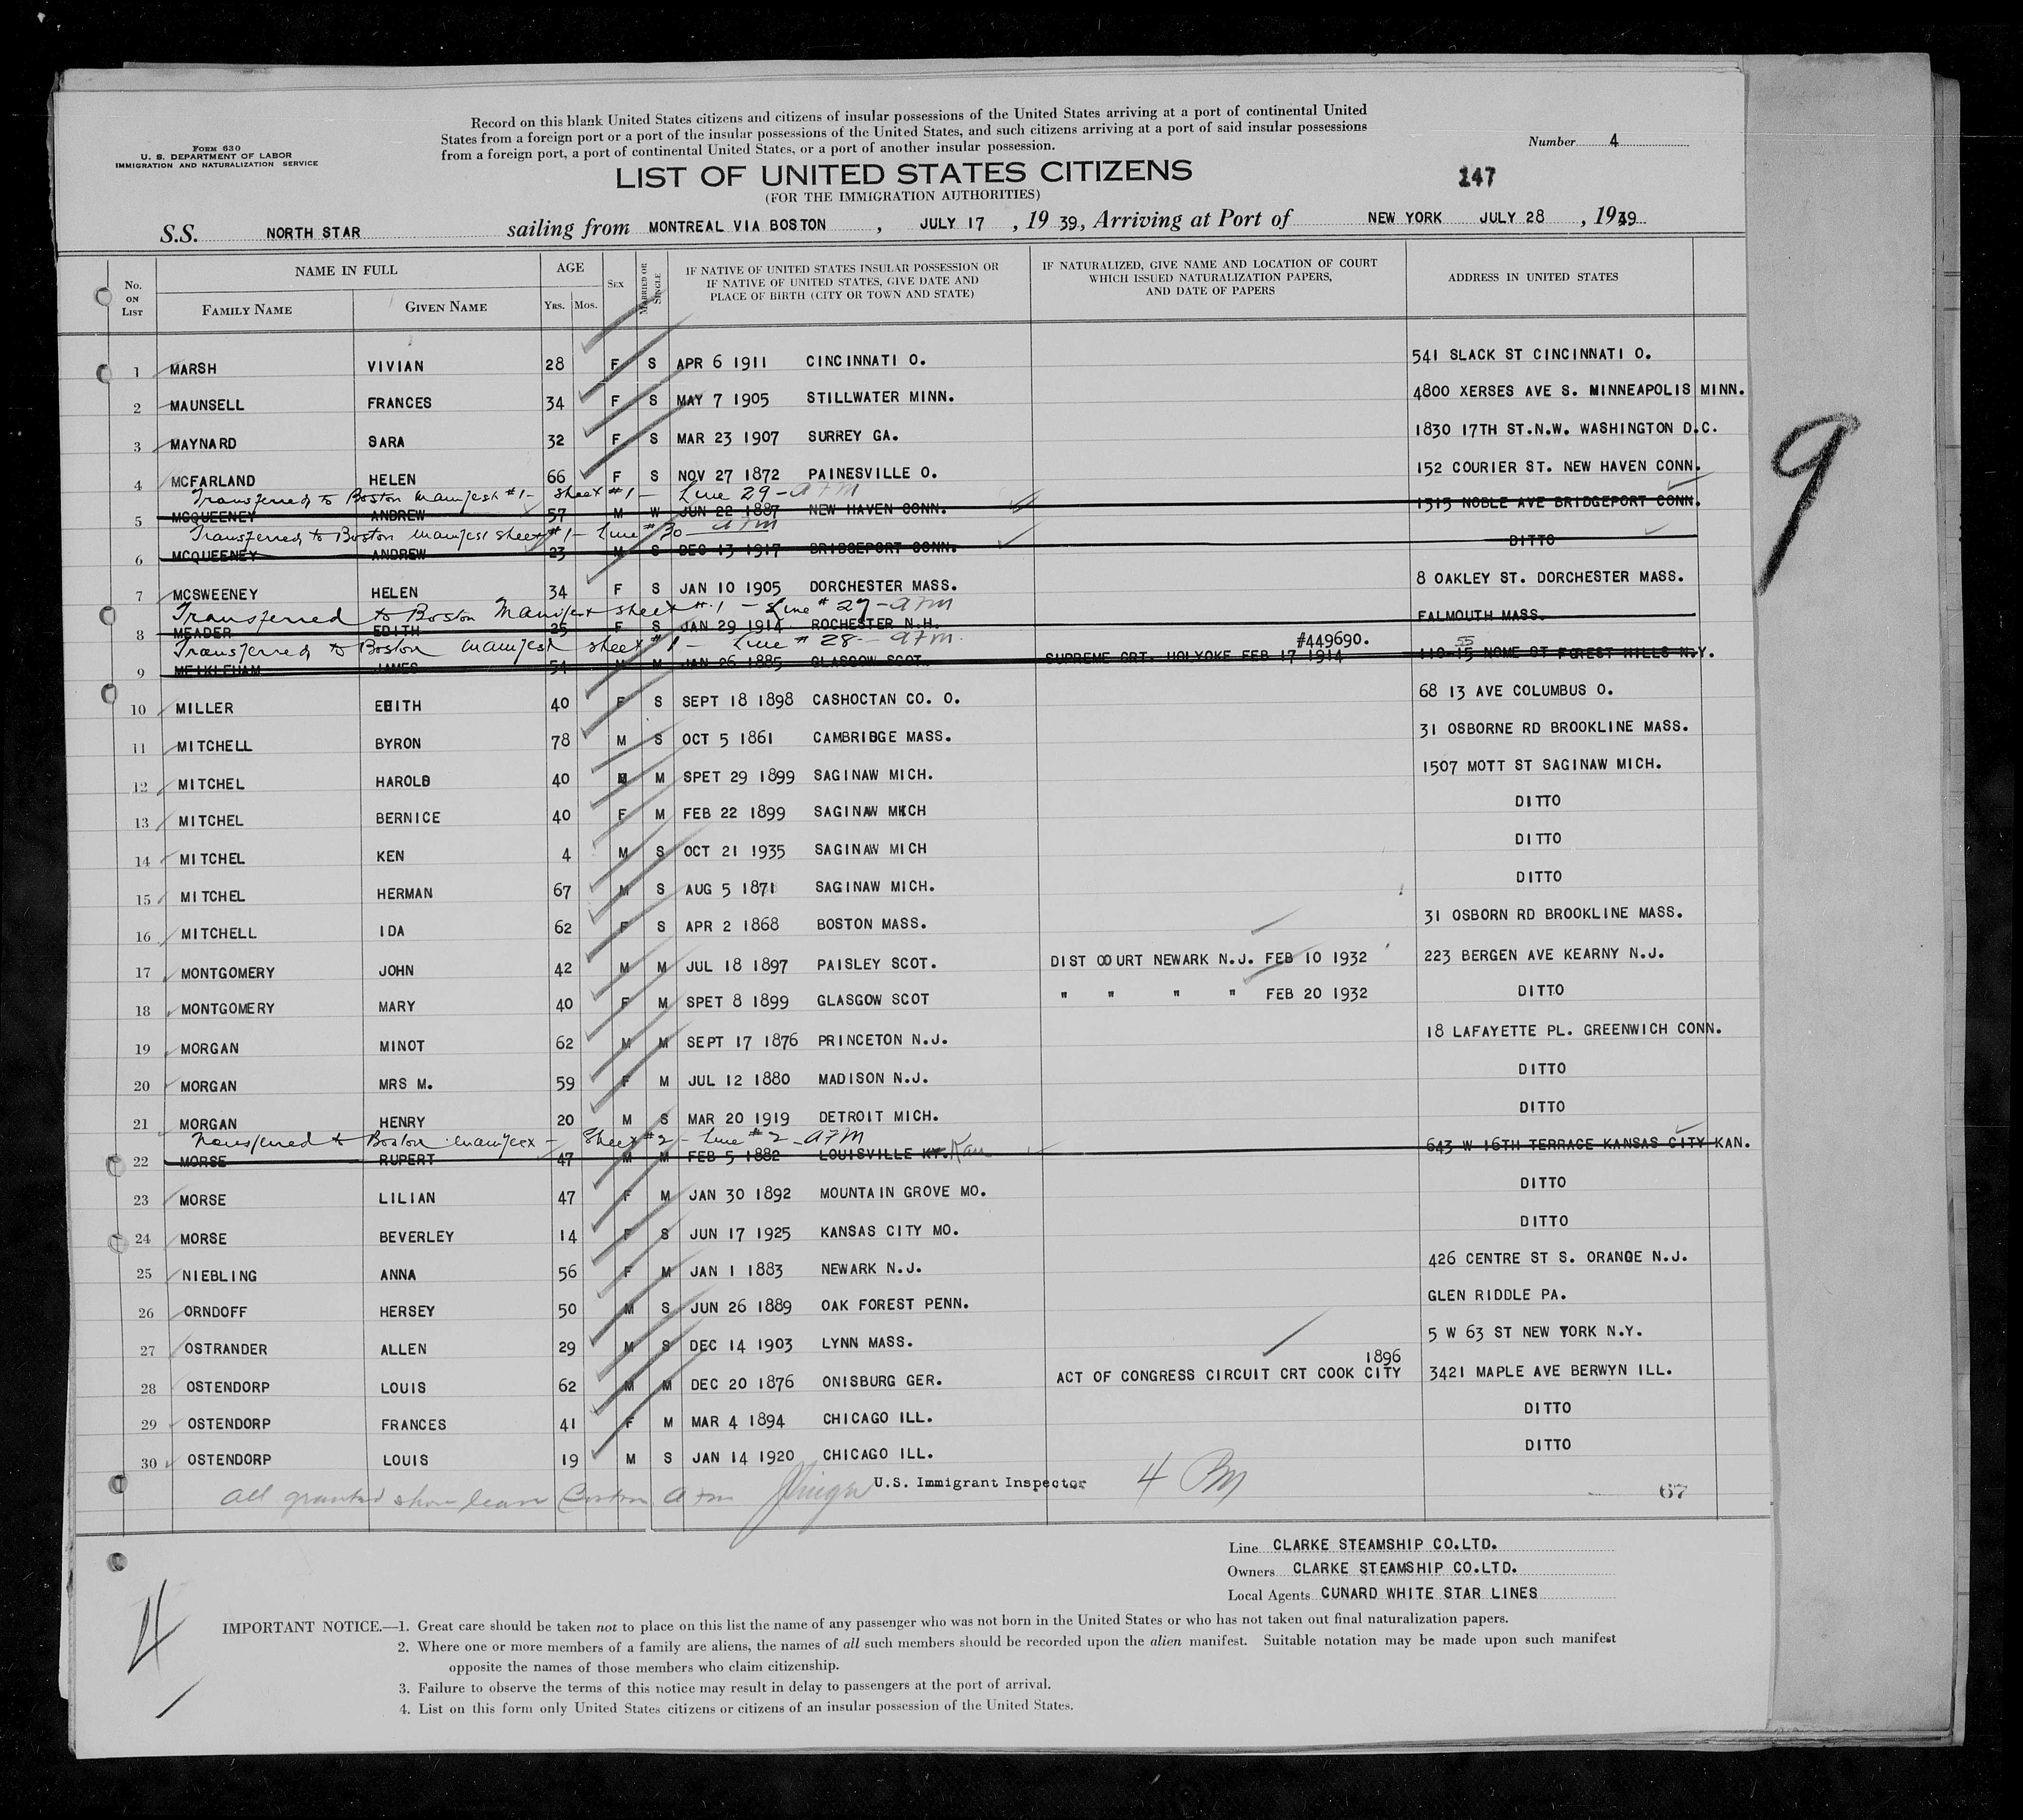 Record on this blank United States citizens and citizens of insular possessions of the United States arriving at a port of continental United
States from a foreign port or a port of the insular possessions of the United States, and such citizens arriving at a port of said insular possessions
from a foreign port, a port of continental United States, or a port of another insular possession.
Form 630
U. S. DEPARTMENT OF LABOR
IMMIGRATION AND NATURALIZATION SERVICE
Number 4
LIST OF UNITED STATES CITIZENS
147
(FOR THE IMMIGRATION AUTHORITIES)
S.S. NORTH STAR sailing from MONTREAL VIA BOSTON , JULY 17 , 19 39, Arriving at Port of NEW YORK JULY 28 , 1939
No. on List NAME IN FULL AGE Sex MARRIED OR SINGLE IF NATIVE OF UNITED STATES INSULAR POSSESSION OR IF NATIVE OF UNITED STATES, GIVE DATE AND PLACE OF BIRTH (CITY OR TOWN AND STATE) IF NATURALIZED, GIVE NAME AND LOCATION OF COURT WHICH ISSUED NATURALIZATION PAPERS, AND DATE OF PAPERS ADDRESS IN UNITED STATES
Family Name Given Name Yrs. Mos.
1 MARSH VIVIAN 28 F S APR 6 1911 CINCINNATI O. 541 SLACK ST CINCINNATI O.
2 MAUNSELL FRANCES 34 F S MAY 7 1905 STILLWATER MINN. 4800 XERSES AVE S. MINNEAPOLIS MINN.
3 MAYNARD SARA 32 F S MAR 23 1907 SURREY GA. 1830 17TH ST.N.W. WASHINGTON D.C.
4 MCFARLAND HELEN 66 F S NOV 27 1872 PAINESVILLE O. 152 COURIER ST. NEW HAVEN CONN.
Transferred to Boston Manifest #1- sheet #1 - Line 29 - AFM
5 MCQUEENEY ANDREW 57 M W JUN 22 1887 NEW HAVEN CONN. 1315 NOBLE AVE BRIDGEPORT CONN.
Transferred to Boston Manifest sheet #1 - Line #30 - AFM
6 MCQUEENEY ANDREW 23 M S DEC 13 1917 BRIDGEPORT CONN. DITTO
7 MCSWEENEY HELEN 34 F S JAN 10 1905 DORCHESTER MASS. 8 OAKLEY ST. DORCHESTER MASS.
Transferred to Boston Manifest sheet #1 - Line #27 - AFM
8 MEADER EDITH 25 F S JAN 29 1914 ROCHESTER N.H. FALMOUTH MASS.
Transferred to Boston manifest sheet #1 - Line #28 - AFM.
#449690. 55
9 MEIKLEHAM JAMES 54 M M JAN 26 1885 GLASGOW SCOT. SUPREME CRT. HOLYOKE FEB 17 1914 110-15 NOME ST FOREST HILLS N.Y.
10 MILLER EDITH 40 F S SEPT 18 1898 CASHOCTAN CO. O. 68 13 AVE COLUMBUS O.
11 MITCHELL BYRON 78 M S OCT 5 1861 CAMBRIDGE MASS. 31 OSBORNE RD BROOKLINE MASS.
12 MITCHEL HAROLD 40 M M SPET 29 1899 SAGINAW MICH. 1507 MOTT ST SAGINAW MICH.
13 MITCHEL BERNICE 40 F M FEB 22 1899 SAGINAW MICH DITTO
14 MITCHEL KEN 4 M S OCT 21 1935 SAGINAW MICH DITTO
15 MITCHEL HERMAN 67 M S AUG 5 1871 SAGINAW MICH. DITTO
16 MITCHELL IDA 62 F S APR 2 1868 BOSTON MASS. 31 OSBORN RD BROOKLINE MASS.
17 MONTGOMERY JOHN 42 M M JUL 18 1897 PAISLEY SCOT. DIST COURT NEWARK N.J. FEB 10 1932 223 BERGEN AVE KEARNY N.J.
18 MONTGOMERY MARY 40 F M SPET 8 1899 GLASGOW SCOT " " " " FEB 20 1932 DITTO
19 MORGAN MINOT 62 M M SEPT 17 1876 PRINCETON N.J. 18 LAFAYETTE PL. GREENWICH CONN.
20 MORGAN MRS M. 59 F M JUL 12 1880 MADISON N.J. DITTO
21 MORGAN HENRY 20 M S MAR 20 1919 DETROIT MICH. DITTO
Transferred to Boston manifest - Sheet #2 - Line #2 - AFM
22 MORSE RUPERT 47 M M FEB 5 1882 LOUISVILLE KY. Kan 643 W 16TH TERRACE KANSAS CITY KAN.
23 MORSE LILIAN 47 F M JAN 30 1892 MOUNTAIN GROVE MO. DITTO
24 MORSE BEVERLEY 14 F S JUN 17 1925 KANSAS CITY MO. DITTO
25 NIEBLING ANNA 56 F M JAN 1 1883 NEWARK N.J. 426 CENTRE ST S. ORANGE N.J.
26 ORNDOFF HERSEY 50 M S JUN 26 1889 OAK FOREST PENN. GLEN RIDDLE PA.
27 OSTRANDER ALLEN 29 M S DEC 14 1903 LYNN MASS. 5 W 63 ST NEW YORK N.Y.
1896
28 OSTENDORP LOUIS 62 M M DEC 20 1876 ONISBURG GER. ACT OF CONGRESS CIRCUIT CRT COOK CITY 3421 MAPLE AVE BERWYN ILL.
29 OSTENDORP FRANCES 41 F M MAR 4 1894 CHICAGO ILL. DITTO
30 OSTENDORP LOUIS 19 M S JAN 14 1920 CHICAGO ILL. DITTO
All granted shore leave Boston AFM U.S. Immigrant Inspector 4 67
9
Line CLARKE STEAMSHIP CO.LTD.
Owners CLARKE STEAMSHIP CO.LTD.
Local Agents CUNARD WHITE STAR LINES
4
IMPORTANT NOTICE.—1. Great care should be taken not to place on this list the name of any passenger who was not born in the United States or who has not taken out final naturalization papers.
2. Where one or more members of a family are aliens, the names of all such members should be recorded upon the alien manifest. Suitable notation may be made upon such manifest
opposite the names of those members who claim citizenship.
3. Failure to observe the terms of this notice may result in delay to passengers at the port of arrival.
4. List on this form only United States citizens or citizens of an insular possession of the United States.